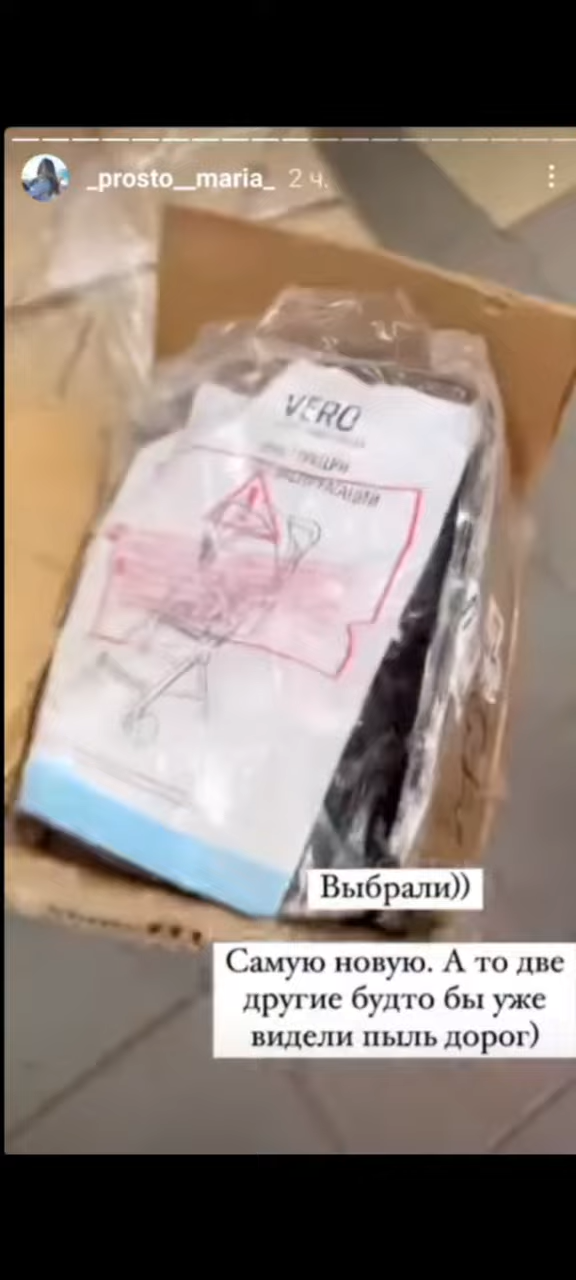 _prosto__maria_ 2 ч.
VERO
Выбрали))
Самую новую. А то две
другие будто бы уже
видели пыль дорог)